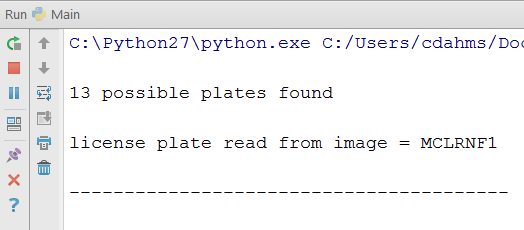 Run Main
C:\Python27\python.exe C:/Users/cdahms/Doc
13 possible plates found
license plate read from image = MCLRNF1
----------------------------------------